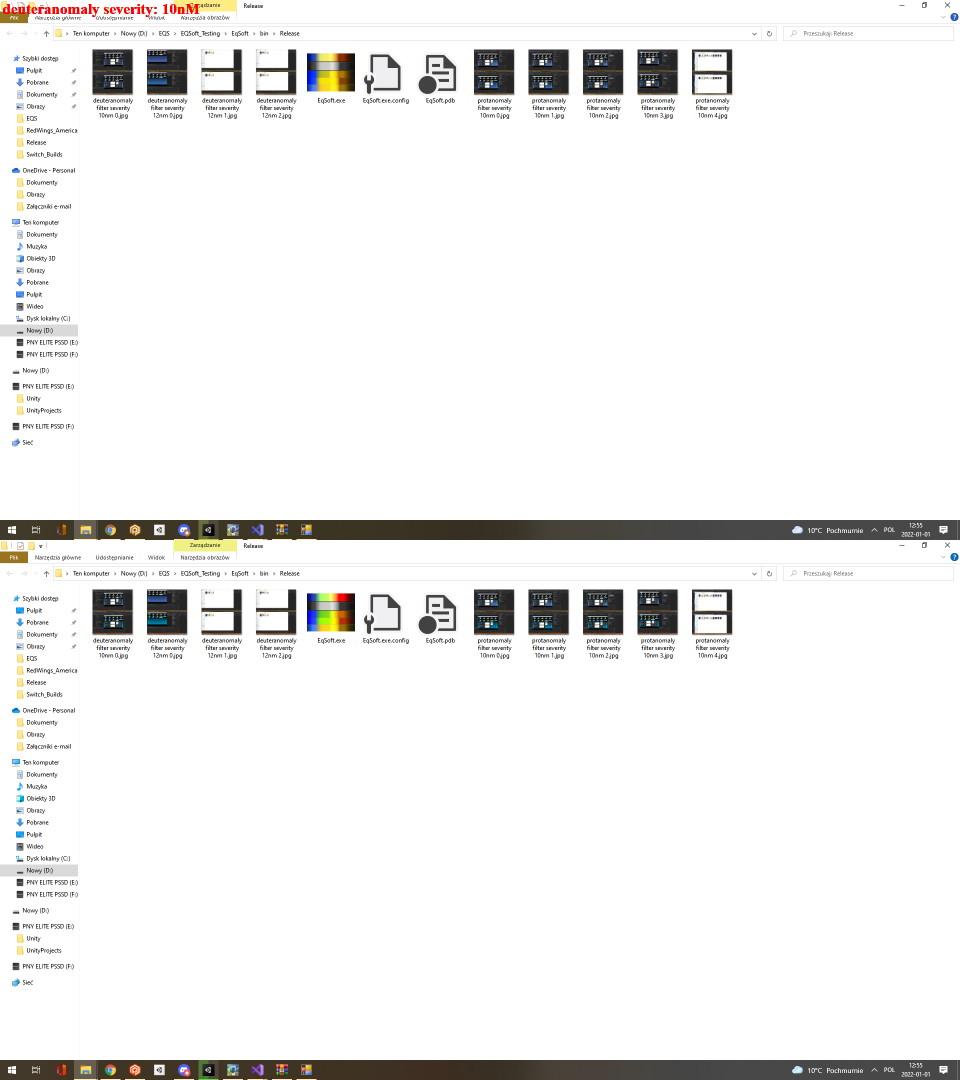 deuteranomaly severity: 10nM
Zarządzanie Release
Plik Narzędzia główne Udostępnianie Widok Narzędzia obrazów
Ten komputer > Nowy (D:) > EQS > EQSoft_Testing > EqSoft > bin > Release
Przeszukaj: Release
Szybki dostęp
Pulpit
Pobrane
Dokumenty
Obrazy
EQS
RedWings_America
Release
Switch_Builds
OneDrive - Personal
Dokumenty
Obrazy
Załączniki e-mail
Ten komputer
Dokumenty
Muzyka
Obiekty 3D
Obrazy
Pobrane
Pulpit
Wideo
Dysk lokalny (C:)
Nowy (D:)
PNY ELITE PSSD (E:)
PNY ELITE PSSD (F:)
Nowy (D:)
PNY ELITE PSSD (E:)
Unity
UnityProjects
PNY ELITE PSSD (F:)
Sieć
deuteranomaly
filter severity
10nm 0.jpg
deuteranomaly
filter severity
12nm 0.jpg
deuteranomaly
filter severity
12nm 1.jpg
deuteranomaly
filter severity
12nm 2.jpg
EqSoft.exe
EqSoft.exe.config
EqSoft.pdb
protanomaly
filter severity
10nm 0.jpg
protanomaly
filter severity
10nm 1.jpg
protanomaly
filter severity
10nm 2.jpg
protanomaly
filter severity
10nm 3.jpg
protanomaly
filter severity
10nm 4.jpg
10°C Pochmurnie
POL
12:55
2022-01-01
Zarządzanie Release
Plik Narzędzia główne Udostępnianie Widok Narzędzia obrazów
Ten komputer > Nowy (D:) > EQS > EQSoft_Testing > EqSoft > bin > Release
Przeszukaj: Release
Szybki dostęp
Pulpit
Pobrane
Dokumenty
Obrazy
EQS
RedWings_America
Release
Switch_Builds
OneDrive - Personal
Dokumenty
Obrazy
Załączniki e-mail
Ten komputer
Dokumenty
Muzyka
Obiekty 3D
Obrazy
Pobrane
Pulpit
Wideo
Dysk lokalny (C:)
Nowy (D:)
PNY ELITE PSSD (E:)
PNY ELITE PSSD (F:)
Nowy (D:)
PNY ELITE PSSD (E:)
Unity
UnityProjects
PNY ELITE PSSD (F:)
Sieć
deuteranomaly
filter severity
10nm 0.jpg
deuteranomaly
filter severity
12nm 0.jpg
deuteranomaly
filter severity
12nm 1.jpg
deuteranomaly
filter severity
12nm 2.jpg
EqSoft.exe
EqSoft.exe.config
EqSoft.pdb
protanomaly
filter severity
10nm 0.jpg
protanomaly
filter severity
10nm 1.jpg
protanomaly
filter severity
10nm 2.jpg
protanomaly
filter severity
10nm 3.jpg
protanomaly
filter severity
10nm 4.jpg
10°C Pochmurnie
POL
12:55
2022-01-01